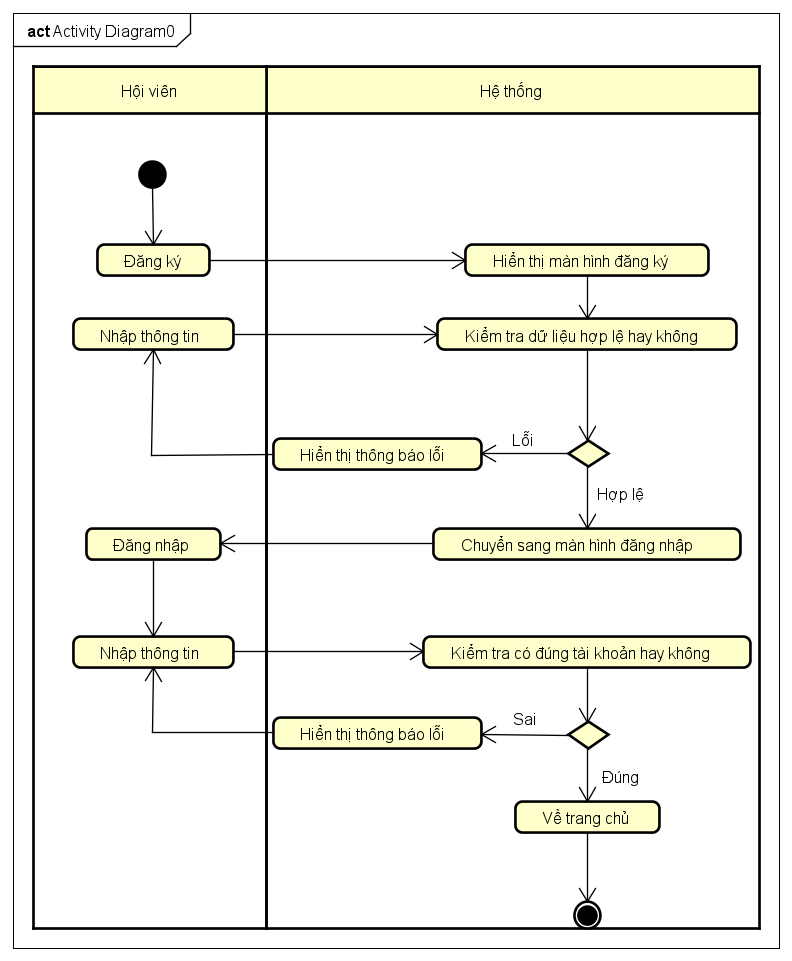 act Activity Diagram0
Hội viên
Hệ thống
Đăng ký
Hiển thị màn hình đăng ký
Nhập thông tin
Kiểm tra dữ liệu hợp lệ hay không
Lỗi
Hiển thị thông báo lỗi
Hợp lệ
Đăng nhập
Chuyển sang màn hình đăng nhập
Nhập thông tin
Kiểm tra có đúng tài khoản hay không
Sai
Hiển thị thông báo lỗi
Đúng
Về trang chủ